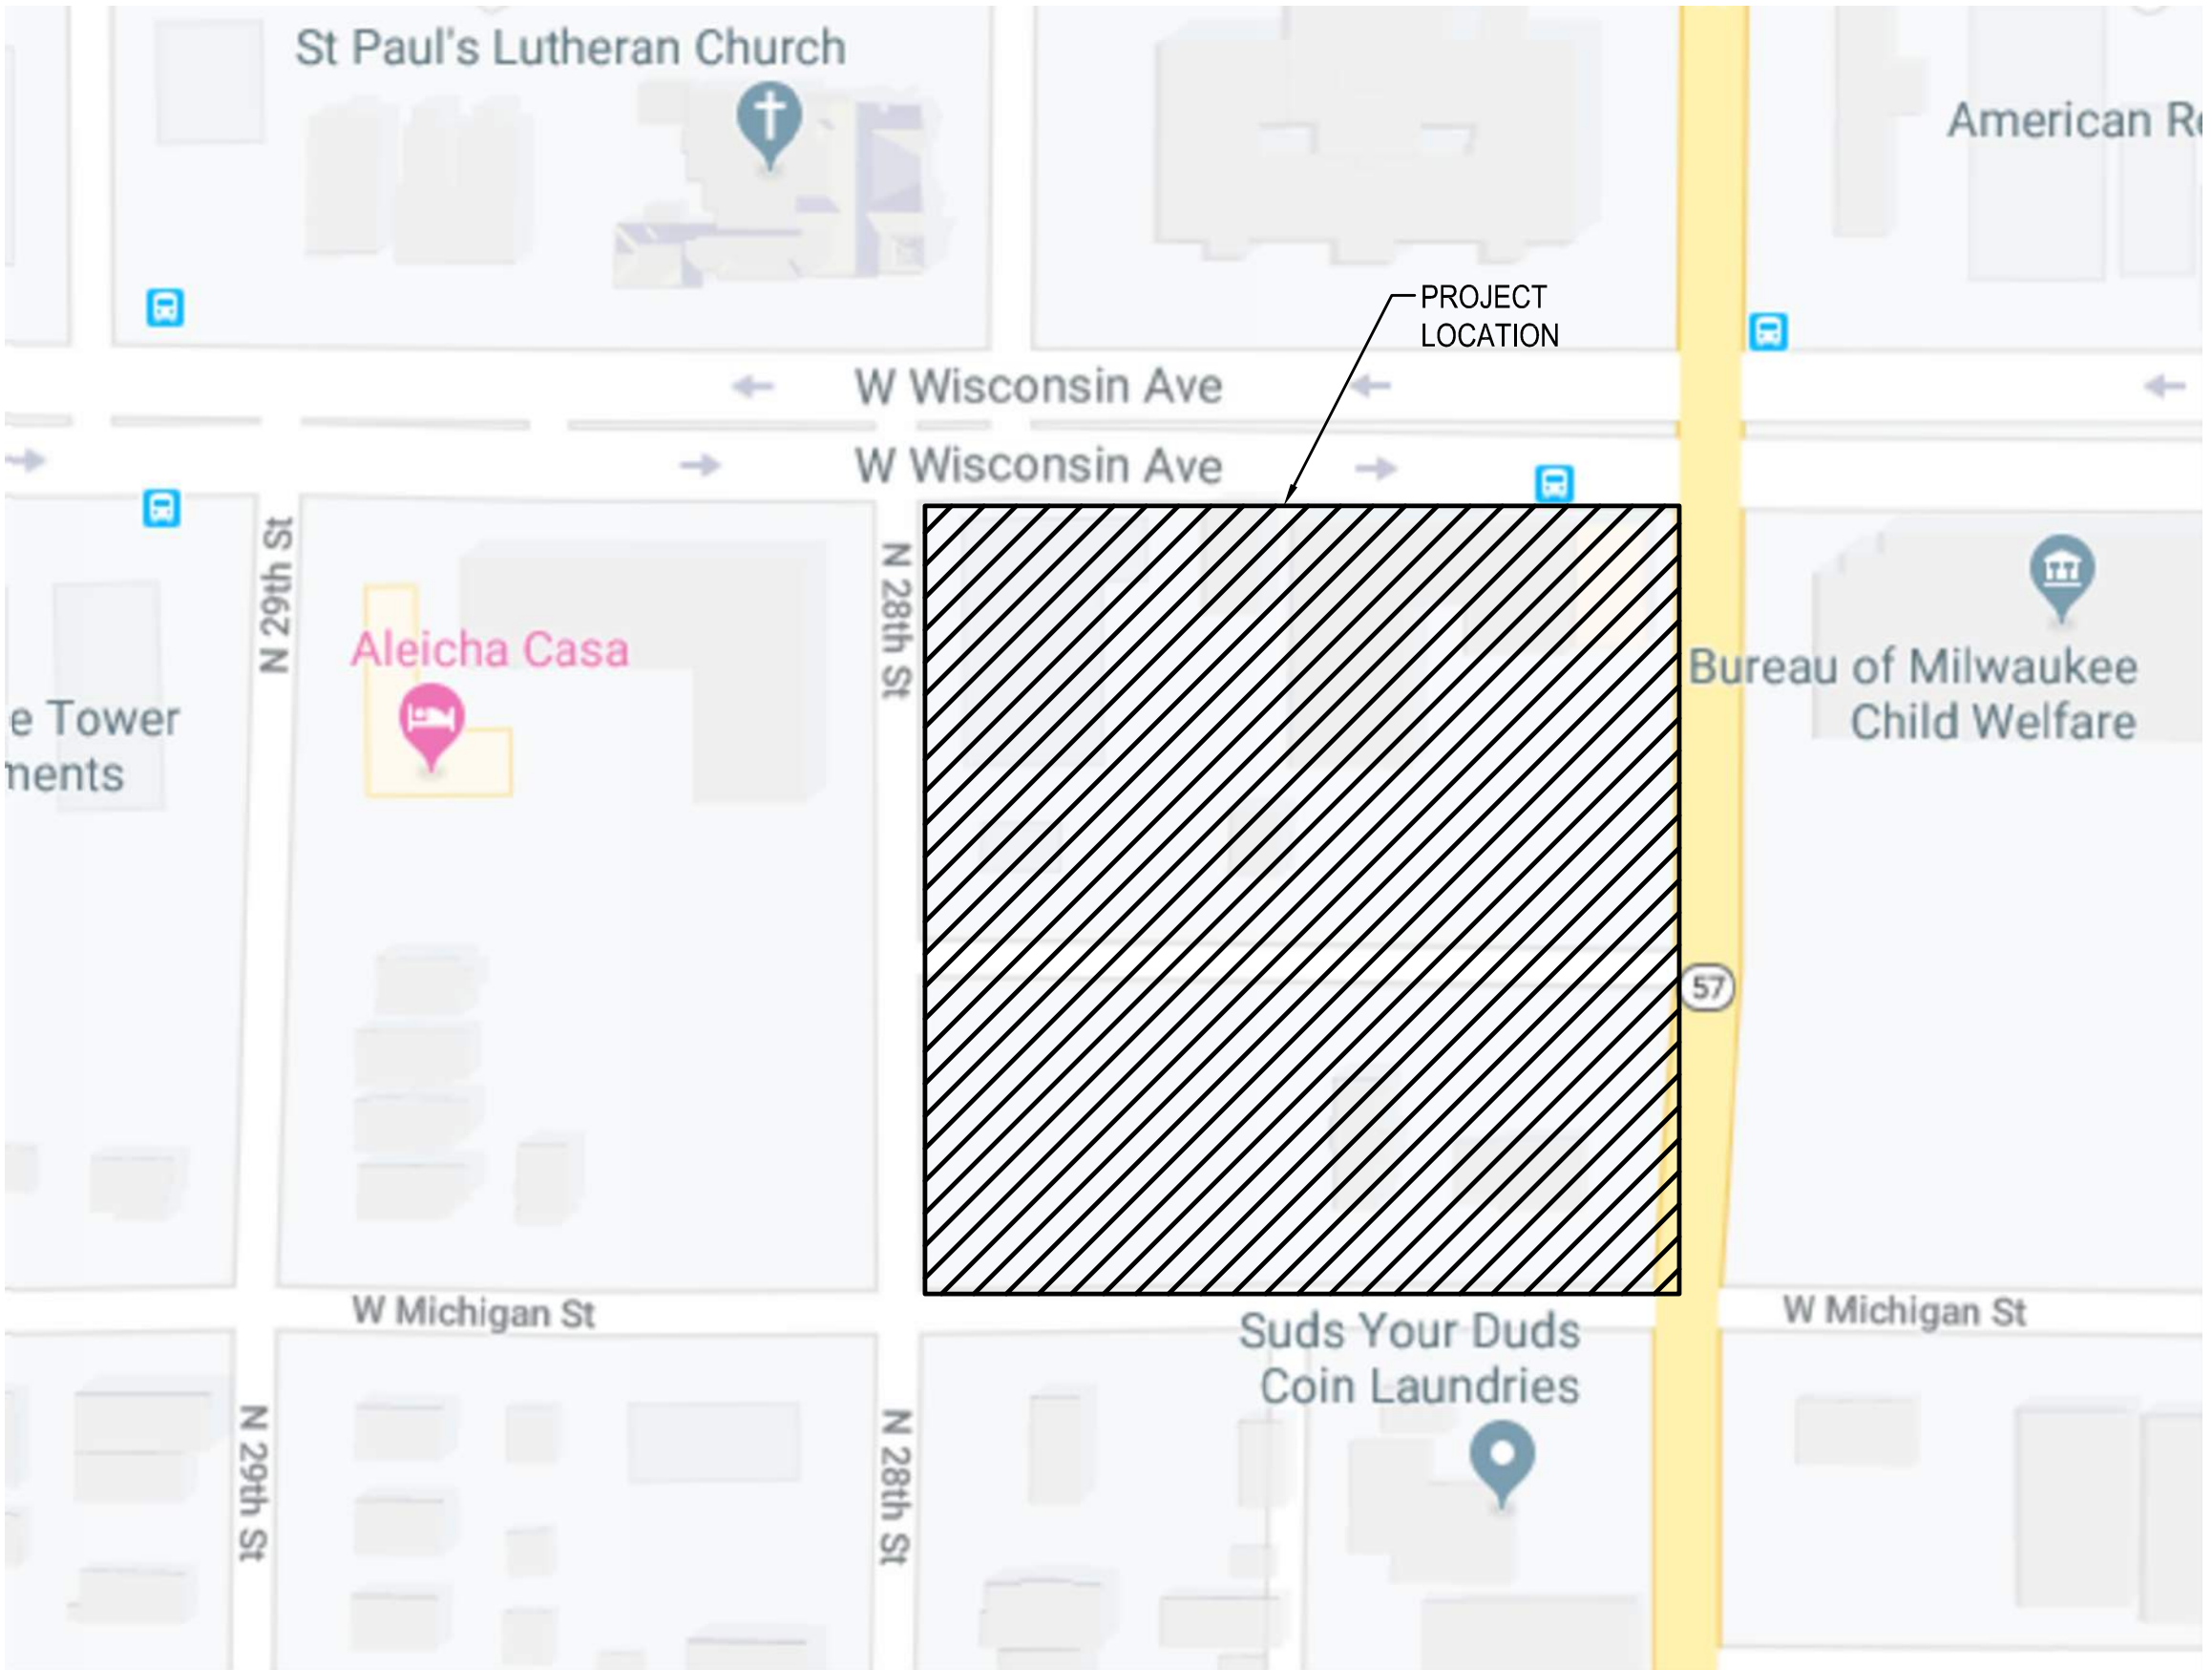 St Paul's Lutheran Church
American R
PROJECT
LOCATION
W Wisconsin Ave
W Wisconsin Ave
N 29th St
N 28th St
Aleicha Casa
e Tower
ments
Bureau of Milwaukee
Child Welfare
57
W Michigan St
W Michigan St
Suds Your Duds
Coin Laundries
N 29th St
N 28th St